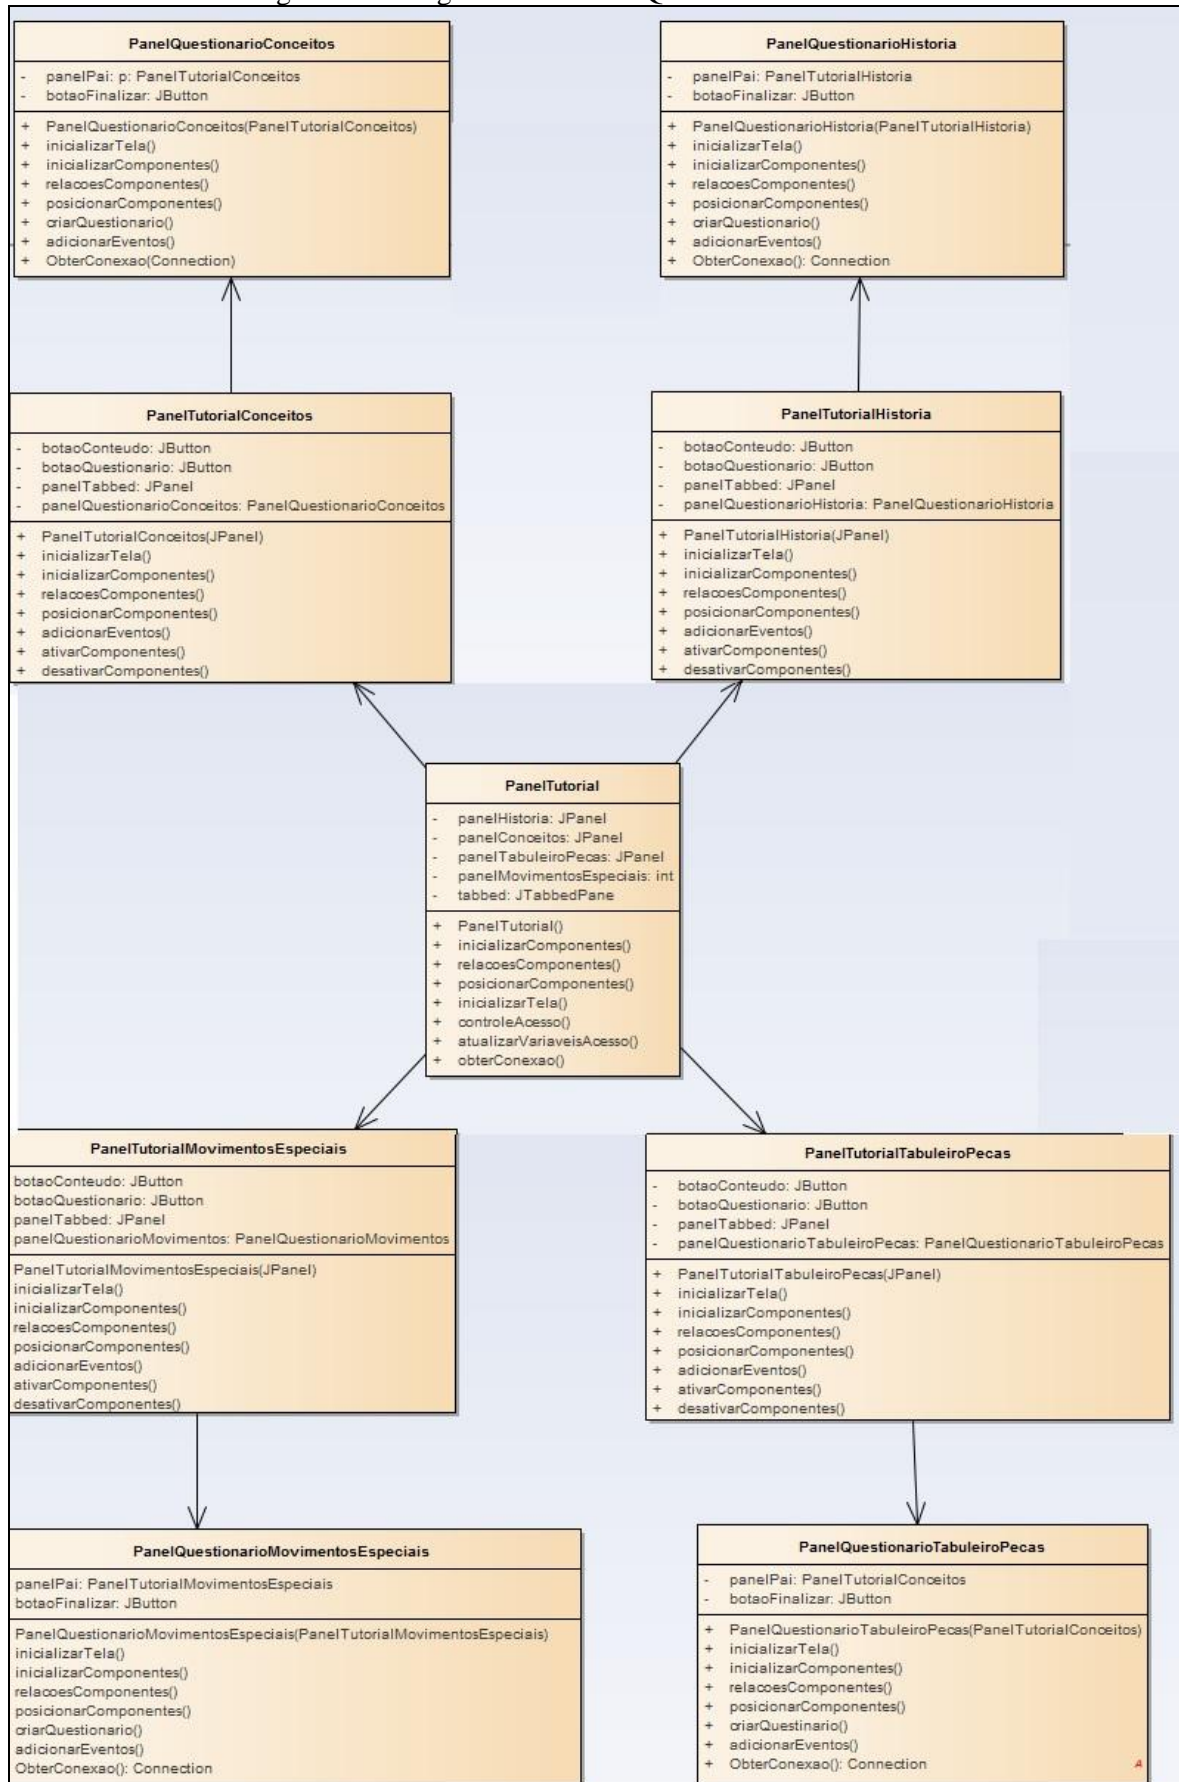 PanelQuestionarioConceitos
- panelPai: p: PanelTutorialConceitos
- botaoFinalizar: JButton
+ PanelQuestionarioConceitos(PanelTutorialConceitos)
+ inicializarTela()
+ inicializarComponentes()
+ relacoesComponentes()
+ posicionarComponentes()
+ criarQuestionario()
+ adicionarEventos()
+ ObterConexao(Connection)
PanelQuestionarioHistoria
- panelPai: PanelTutorialHistoria
- botaoFinalizar: JButton
+ PanelQuestionarioHistoria(PanelTutorialHistoria)
+ inicializarTela()
+ inicializarComponentes()
+ relacoesComponentes()
+ posicionarComponentes()
+ criarQuestionario()
+ adicionarEventos()
+ ObterConexao(): Connection
PanelTutorialConceitos
- botaoConteudo: JButton
- botaoQuestionario: JButton
- panelTabbed: JPanel
- panelQuestionarioConceitos: PanelQuestionarioConceitos
+ PanelTutorialConceitos(JPanel)
+ inicializarTela()
+ inicializarComponentes()
+ relacoesComponentes()
+ posicionarComponentes()
+ adicionarEventos()
+ ativarComponentes()
+ desativarComponentes()
PanelTutorialHistoria
- botaoConteudo: JButton
- botaoQuestionario: JButton
- panelTabbed: JPanel
- panelQuestionarioHistoria: PanelQuestionarioHistoria
+ PanelTutorialHistoria(JPanel)
+ inicializarTela()
+ inicializarComponentes()
+ relacoesComponentes()
+ posicionarComponentes()
+ adicionarEventos()
+ ativarComponentes()
+ desativarComponentes()
PanelTutorial
- panelHistoria: JPanel
- panelConceitos: JPanel
- panelTabuleiroPecas: JPanel
- panelMovimentosEspeciais: int
- tabbed: JTabbedPane
+ PanelTutorial()
+ inicializarComponentes()
+ relacoesComponentes()
+ posicionarComponentes()
+ inicializarTela()
+ controleAcesso()
+ atualizarVariaveisAcesso()
+ obterConexao()
PanelTutorialMovimentosEspeciais
botaoConteudo: JButton
botaoQuestionario: JButton
panelTabbed: JPanel
panelQuestionarioMovimentos: PanelQuestionarioMovimentos
PanelTutorialMovimentosEspeciais(JPanel)
inicializarTela()
inicializarComponentes()
relacoesComponentes()
posicionarComponentes()
adicionarEventos()
ativarComponentes()
desativarComponentes()
PanelTutorialTabuleiroPecas
- botaoConteudo: JButton
- botaoQuestionario: JButton
- panelTabbed: JPanel
- panelQuestionarioTabuleiroPecas: PanelQuestionarioTabuleiroPecas
+ PanelTutorialTabuleiroPecas(JPanel)
+ inicializarTela()
+ inicializarComponentes()
+ relacoesComponentes()
+ posicionarComponentes()
+ adicionarEventos()
+ ativarComponentes()
+ desativarComponentes()
PanelQuestionarioMovimentosEspeciais
panelPai: PanelTutorialMovimentosEspeciais
botaoFinalizar: JButton
PanelQuestionarioMovimentosEspeciais(PanelTutorialMovimentosEspeciais)
inicializarTela()
inicializarComponentes()
relacoesComponentes()
posicionarComponentes()
criarQuestionario()
adicionarEventos()
ObterConexao(): Connection
PanelQuestionarioTabuleiroPecas
- panelPai: PanelTutorialConceitos
- botaoFinalizar: JButton
+ PanelQuestionarioTabuleiroPecas(PanelTutorialConceitos)
+ inicializarTela()
+ inicializarComponentes()
+ relacoesComponentes()
+ posicionarComponentes()
+ criarQuestinario()
+ adicionarEventos()
+ ObterConexao(): Connection
A